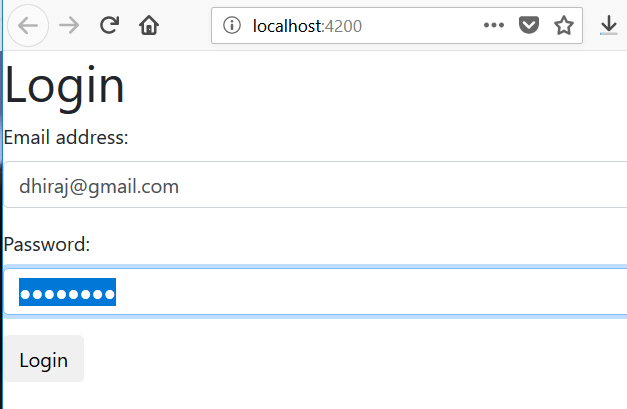 localhost:4200
Login
Email address:
dhiraj@gmail.com
Password:
••••••••
Login